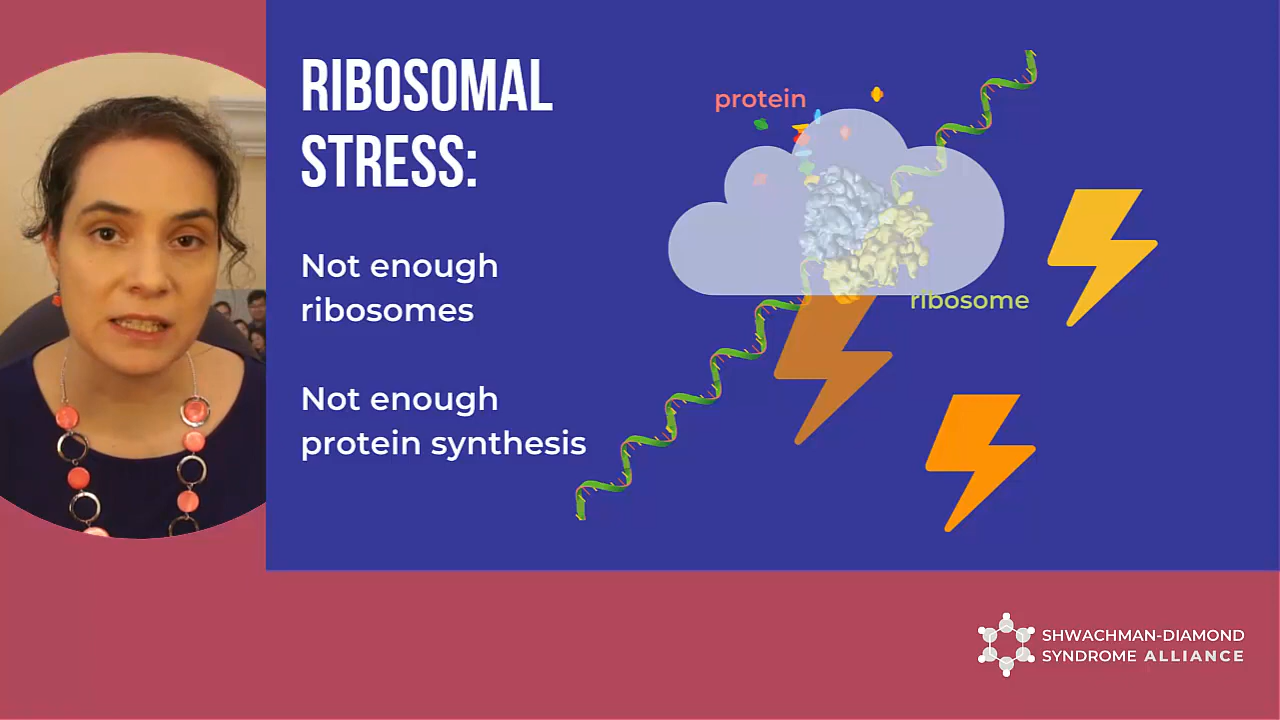 RIBOSOMAL
STRESS:
Not enough
ribosomes
Not enough
protein synthesis
protein
ribosome
SHWACHMAN-DIAMOND
SYNDROME ALLIANCE